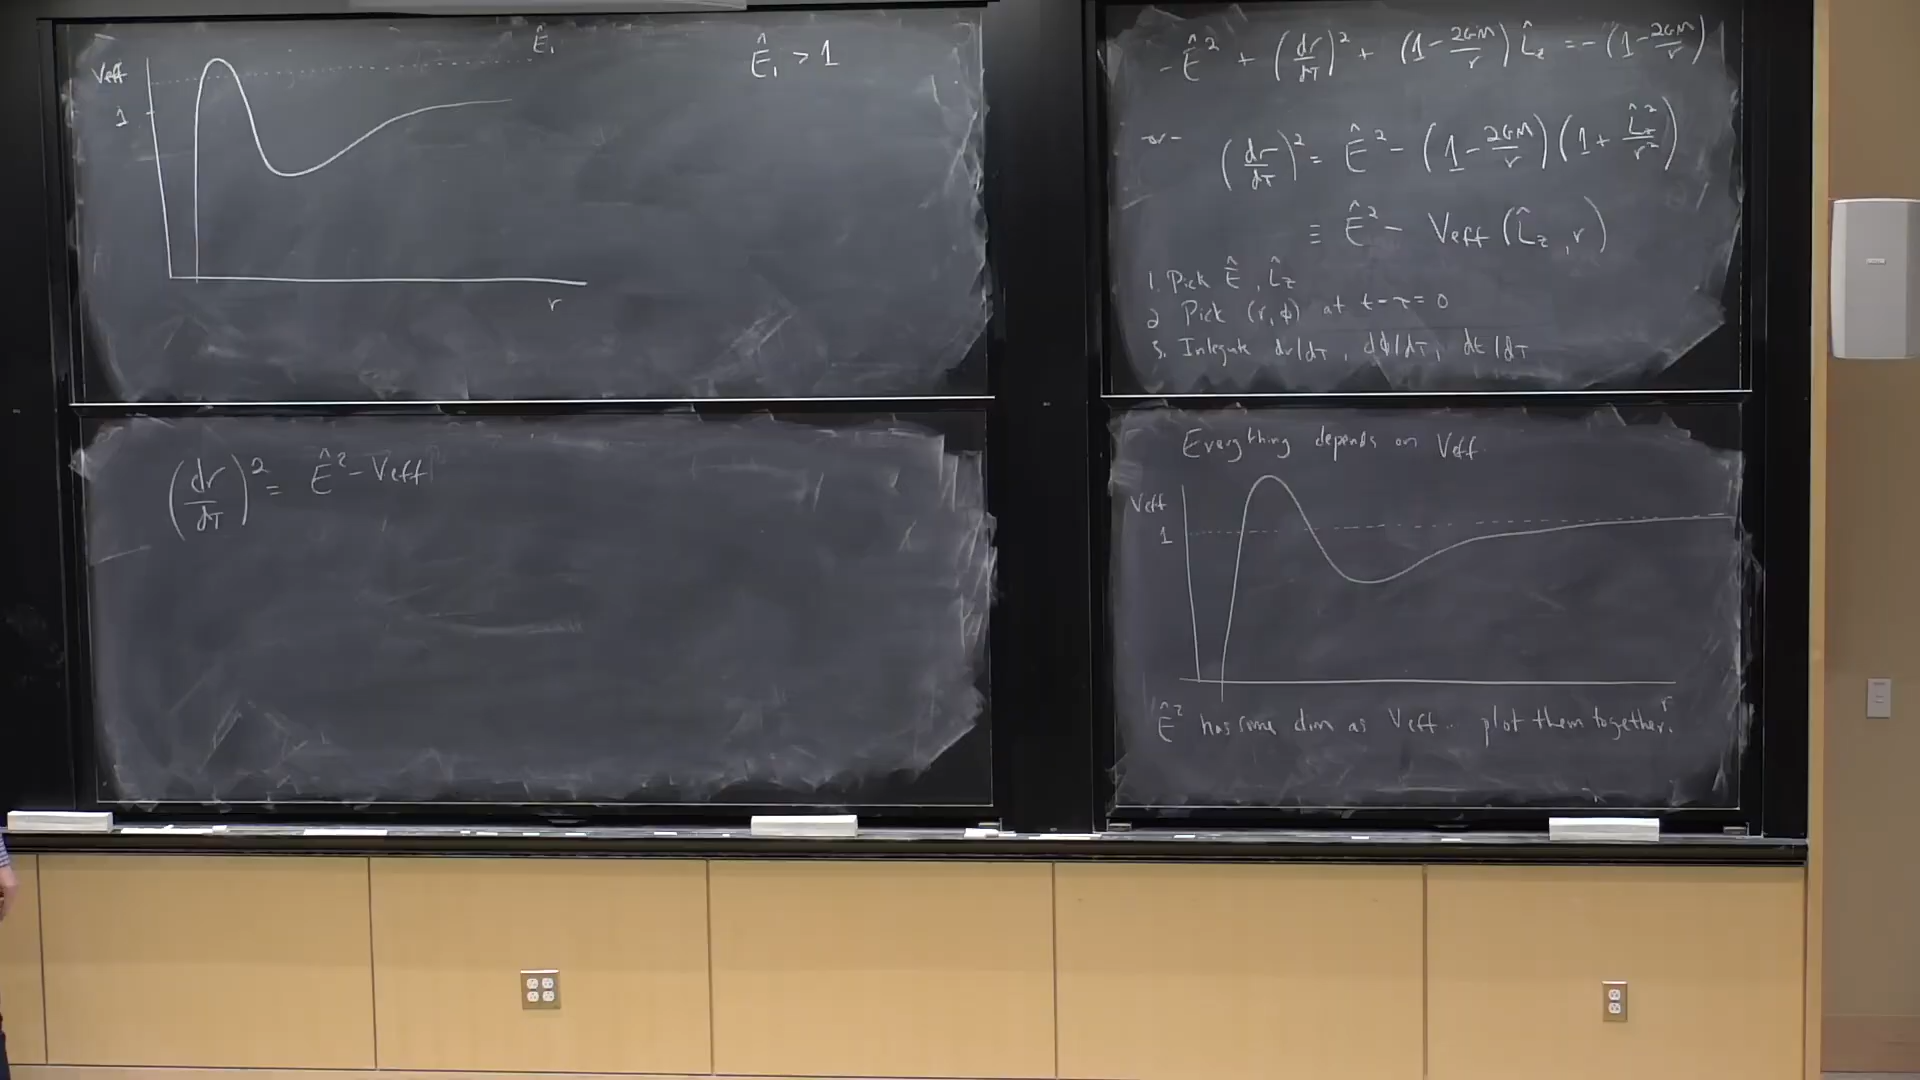 Veff
1
Ê₁
Ê₁ > 1
r
(dr/dτ)² = Ê² - Veff
- Ê² + (dr/dτ)² + (1 - 2GM/r) L̂z = - (1 - 2GM/r)
or - (dr/dτ)² = Ê² - (1 - 2GM/r)(1 + L̂z²/r²)
≡ Ê² - Veff (L̂z, r)
1. Pick Ê, L̂z
2 Pick (r, ϕ) at t - τ = 0
3. Integrate dr/dτ, dϕ/dτ, dt/dτ
Everything depends on Veff.
Veff
1
r
Ê² has same dim as Veff.. plot them together.